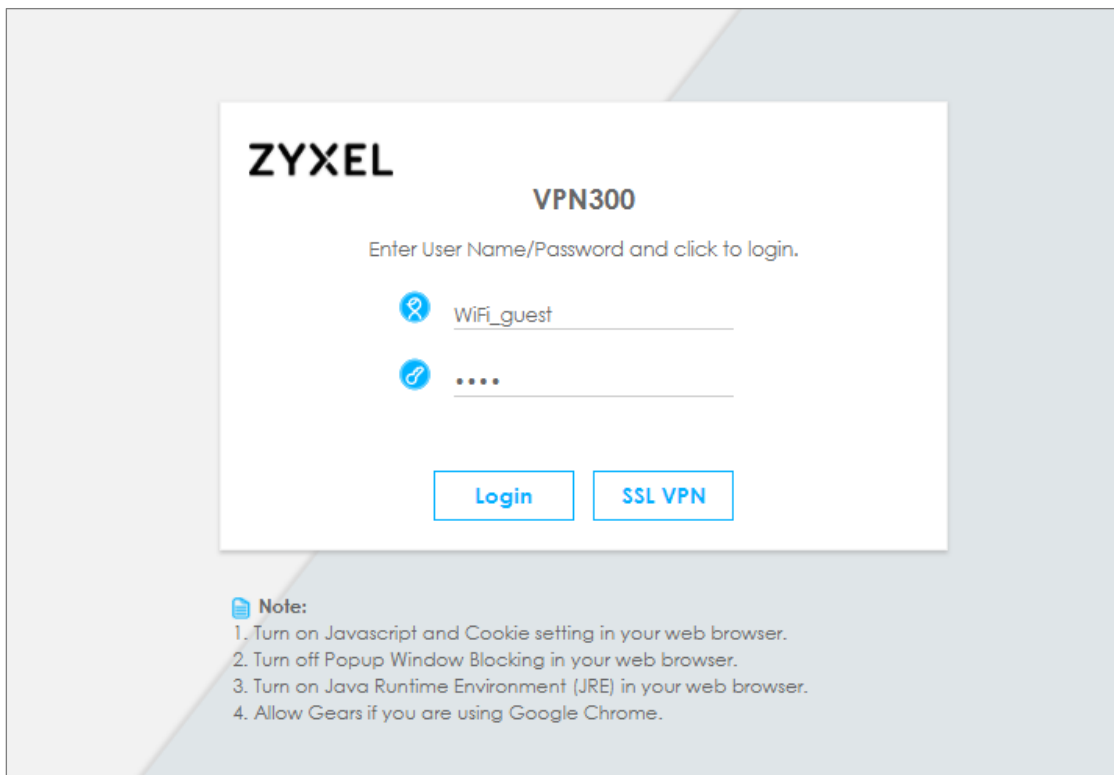 ZYXEL
VPN300
Enter User Name/Password and click to login.
WiFi_guest
••••
Login
SSL VPN
Note:
1. Turn on Javascript and Cookie setting in your web browser.
2. Turn off Popup Window Blocking in your web browser.
3. Turn on Java Runtime Environment (JRE) in your web browser.
4. Allow Gears if you are using Google Chrome.